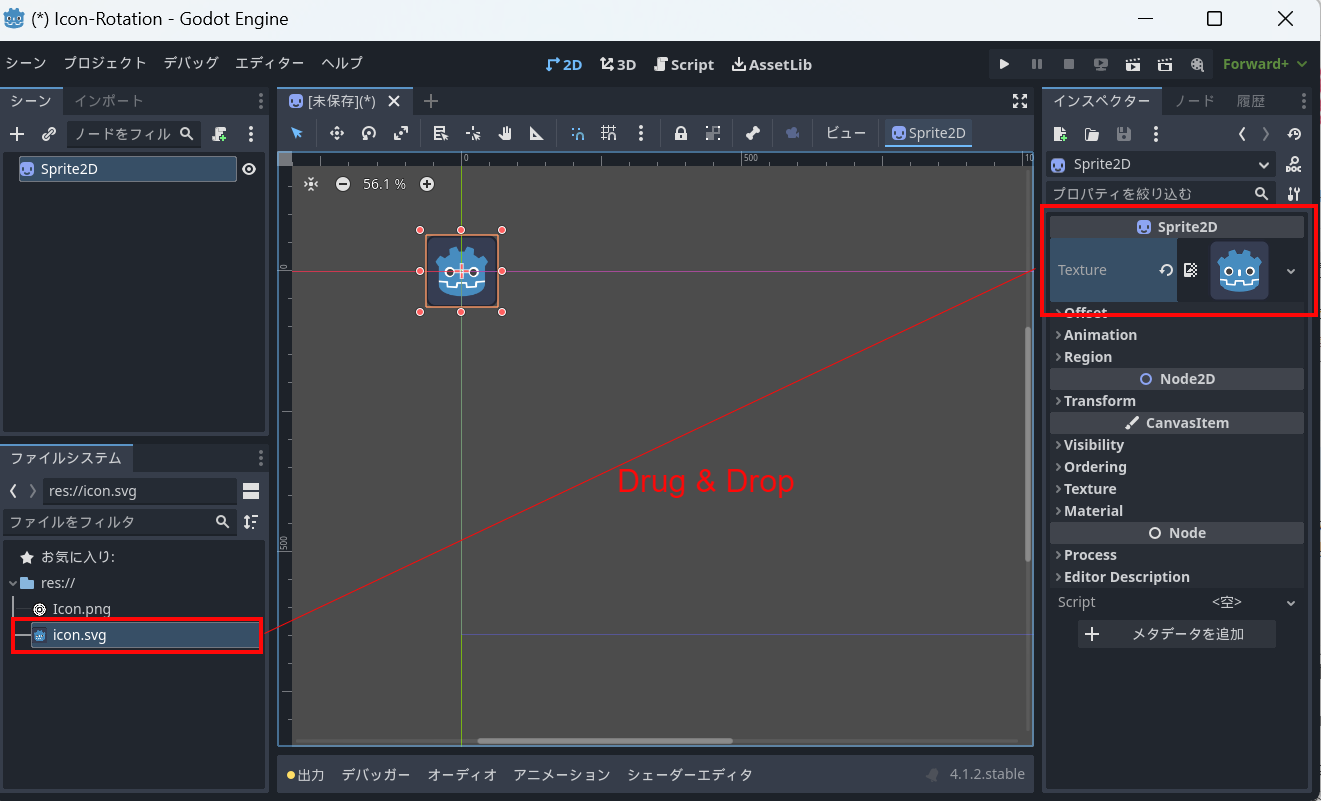 (*) Icon-Rotation - Godot Engine
シーン プロジェクト デバッグ エディター ヘルプ
2D 3D Script AssetLib
Forward+
シーン インポート
ノードをフィル
Sprite2D
[未保存](*)
ビュー Sprite2D
0 500 10
56.1 %
0
500
Drug & Drop
ファイルシステム
res://icon.svg
ファイルをフィルタ
お気に入り:
res://
Icon.png
icon.svg
出力 デバッガー オーディオ アニメーション シェーダーエディタ
4.1.2.stable
インスペクター ノード 履歴
Sprite2D
DOC
プロパティを絞り込む
Sprite2D
Texture
Offset
Animation
Region
Node2D
Transform
CanvasItem
Visibility
Ordering
Texture
Material
Node
Process
Editor Description
Script <空>
メタデータを追加